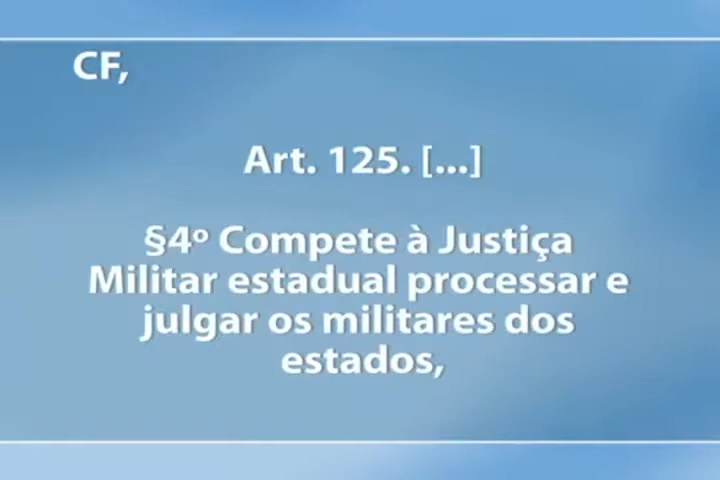 CF,
Art. 125. [...]
§4º Compete à Justiça
Militar estadual processar e
julgar os militares dos
estados,